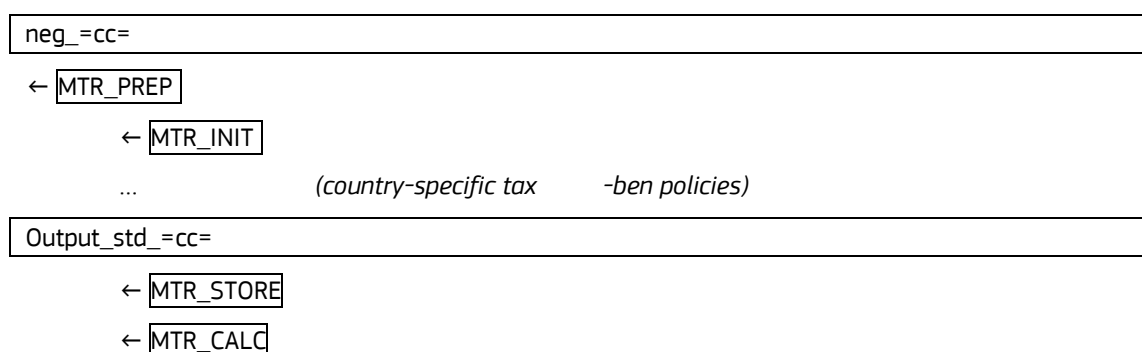 neg_=cc=
← MTR_PREP
← MTR_INIT
... (country-specific tax -ben policies)
Output_std_=cc=
← MTR_STORE
← MTR_CALC